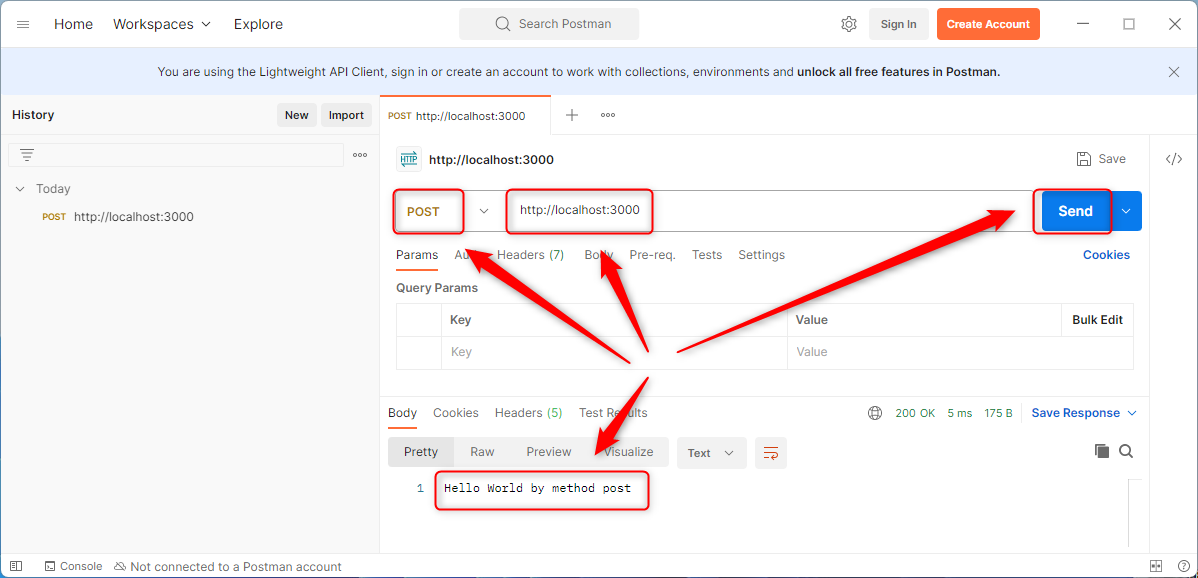 Home Workspaces Explore Search Postman Sign In Create Account
You are using the Lightweight API Client, sign in or create an account to work with collections, environments and unlock all free features in Postman.
History New Import
POST http://localhost:3000
HTTP http://localhost:3000 Save </>
Today
POST http://localhost:3000
POST http://localhost:3000 Send
Params Headers (7) Body Pre-req. Tests Settings Cookies
Query Params
Key Value Bulk Edit
Key Value
Body Cookies Headers (5) Test Results 200 OK 5 ms 175 B Save Response
Pretty Raw Preview Visualize Text
1 Hello World by method post
Console Not connected to a Postman account